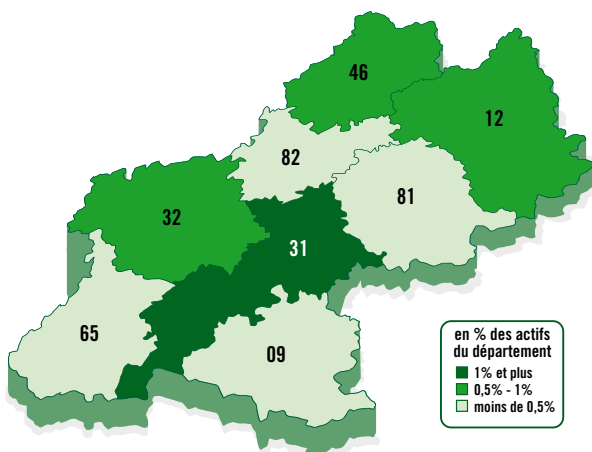 46
12
82
81
32
31
65
09
en % des actifs
du département
1% et plus
0,5% - 1%
moins de 0,5%